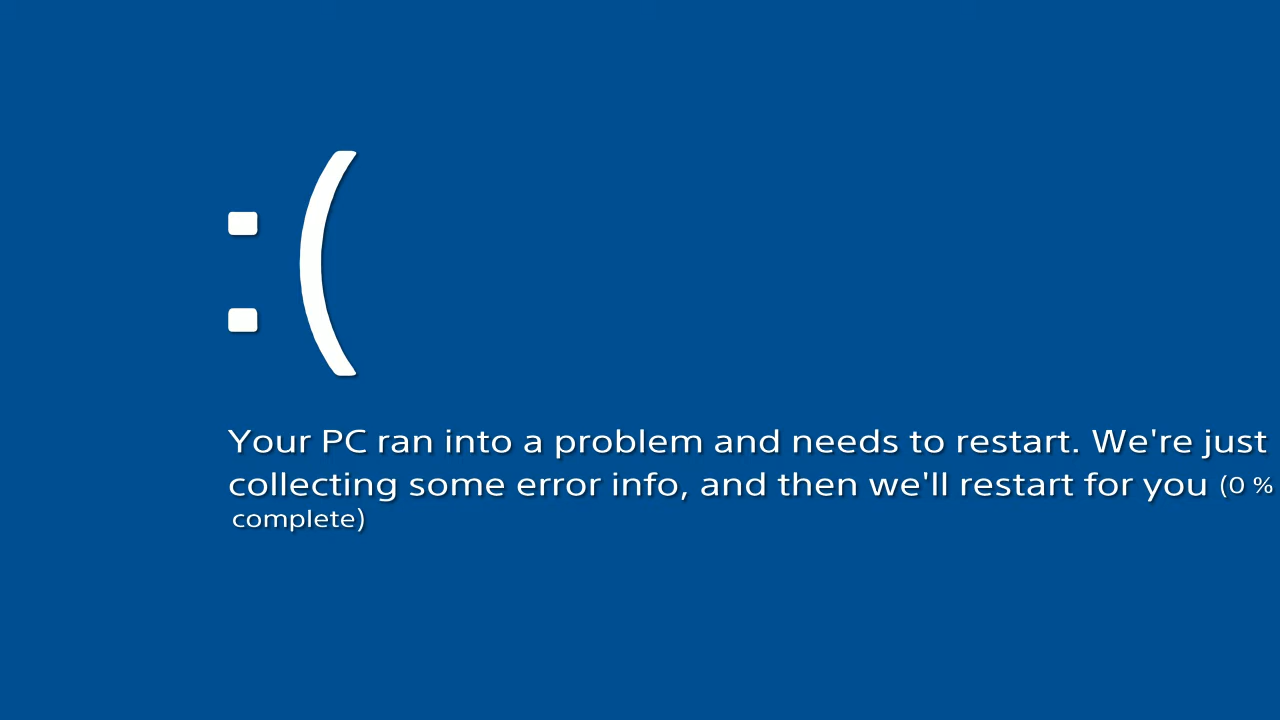 :(
Your PC ran into a problem and needs to restart. We're just
collecting some error info, and then we'll restart for you (0 %
complete)